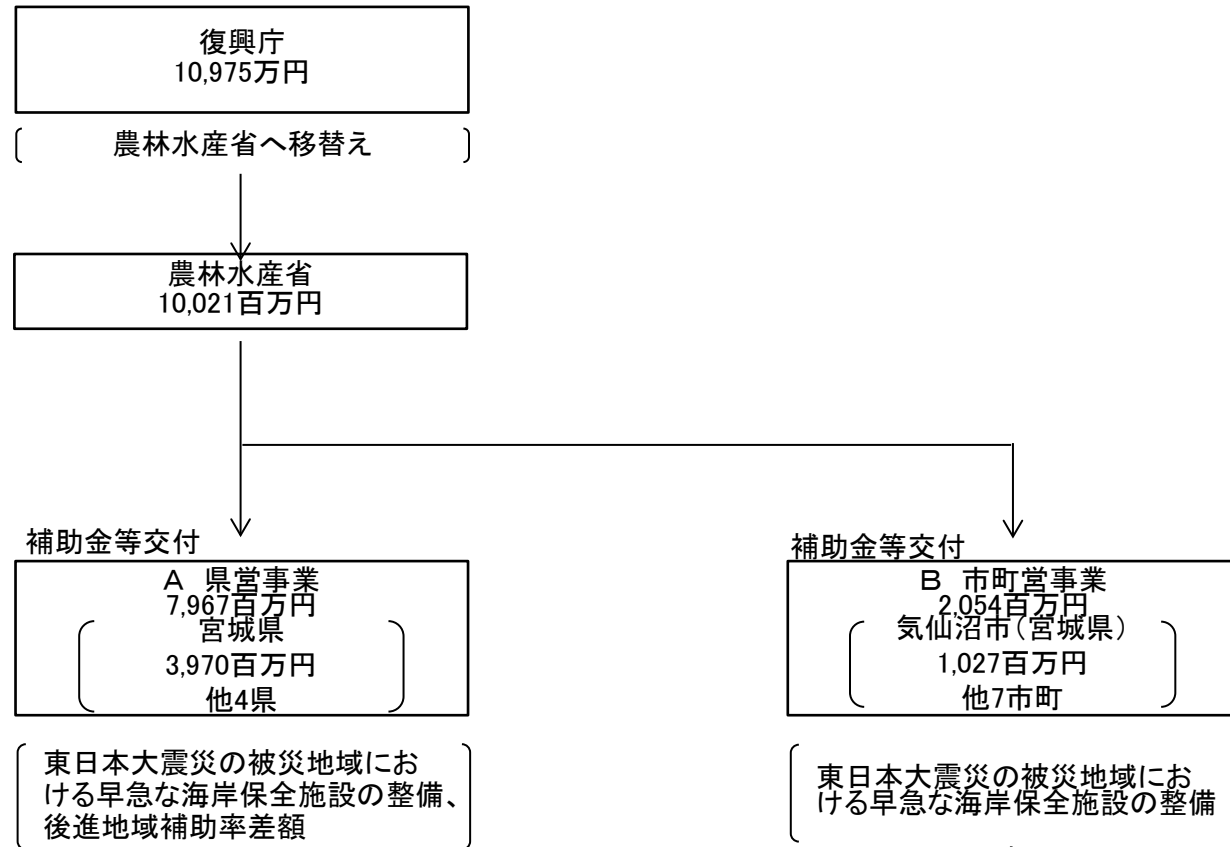 復興庁
10,975万円
農林水産省へ移替え
農林水産省
10,021百万円
補助金等交付
A 県営事業
7,967百万円
宮城県
3,970百万円
他4県
東日本大震災の被災地域にお
ける早急な海岸保全施設の整備、
後進地域補助率差額
補助金等交付
B 市町営事業
2,054百万円
気仙沼市(宮城県)
1,027百万円
他7市町
東日本大震災の被災地域にお
ける早急な海岸保全施設の整備